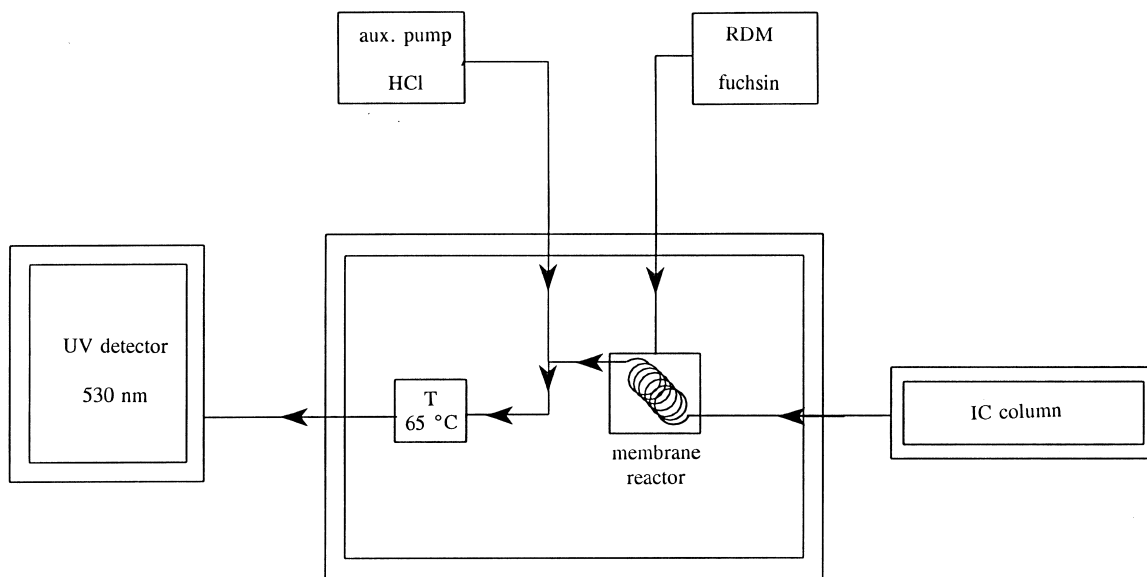 aux. pump
HCl
RDM
fuchsin
UV detector
530 nm
T
65 °C
membrane
reactor
IC column